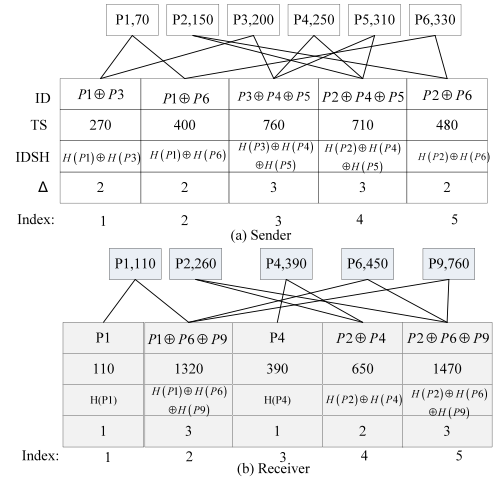 P1,70 P2,150 P3,200 P4,250 P5,310 P6,330
ID P1⊕P3 P1⊕P6 P3⊕P4⊕P5 P2⊕P4⊕P5 P2⊕P6
TS 270 400 760 710 480
IDSH H(P1)⊕H(P3) H(P1)⊕H(P6) H(P3)⊕H(P4) H(P2)⊕H(P4) H(P2)⊕H(P6)
⊕H(P5) ⊕H(P5)
Δ 2 2 3 3 2
Index: 1 2 3 4 5
(a) Sender
P1,110 P2,260 P4,390 P6,450 P9,760
P1 P1⊕P6⊕P9 P4 P2⊕P4 P2⊕P6⊕P9
110 1320 390 650 1470
H(P1) H(P1)⊕H(P6) H(P4) H(P2)⊕H(P4) H(P2)⊕H(P6)
⊕H(P9) ⊕H(P9)
1 3 1 2 3
Index: 1 2 3 4 5
(b) Receiver